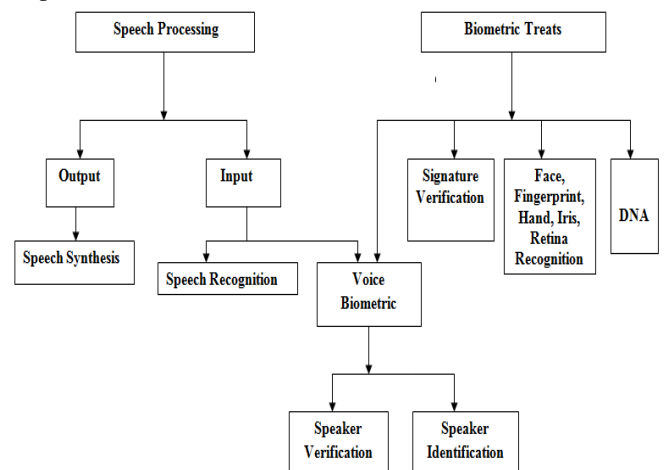 Speech Processing
Biometric Treats
Output
Input
Signature
Verification
Face,
Fingerprint,
Hand, Iris,
Retina
Recognition
DNA
Speech Synthesis
Speech Recognition
Voice
Biometric
Speaker
Verification
Speaker
Identification